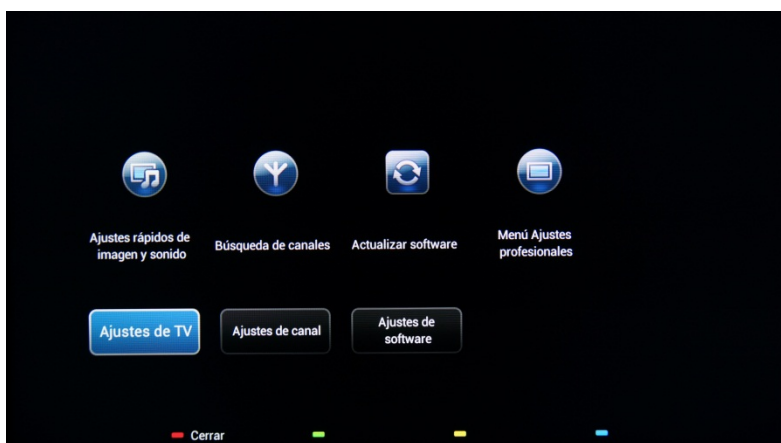 Ajustes rápidos de
imagen y sonido
Búsqueda de canales
Actualizar software
Menú Ajustes
profesionales
Ajustes de TV
Ajustes de canal
Ajustes de
software
Cerrar